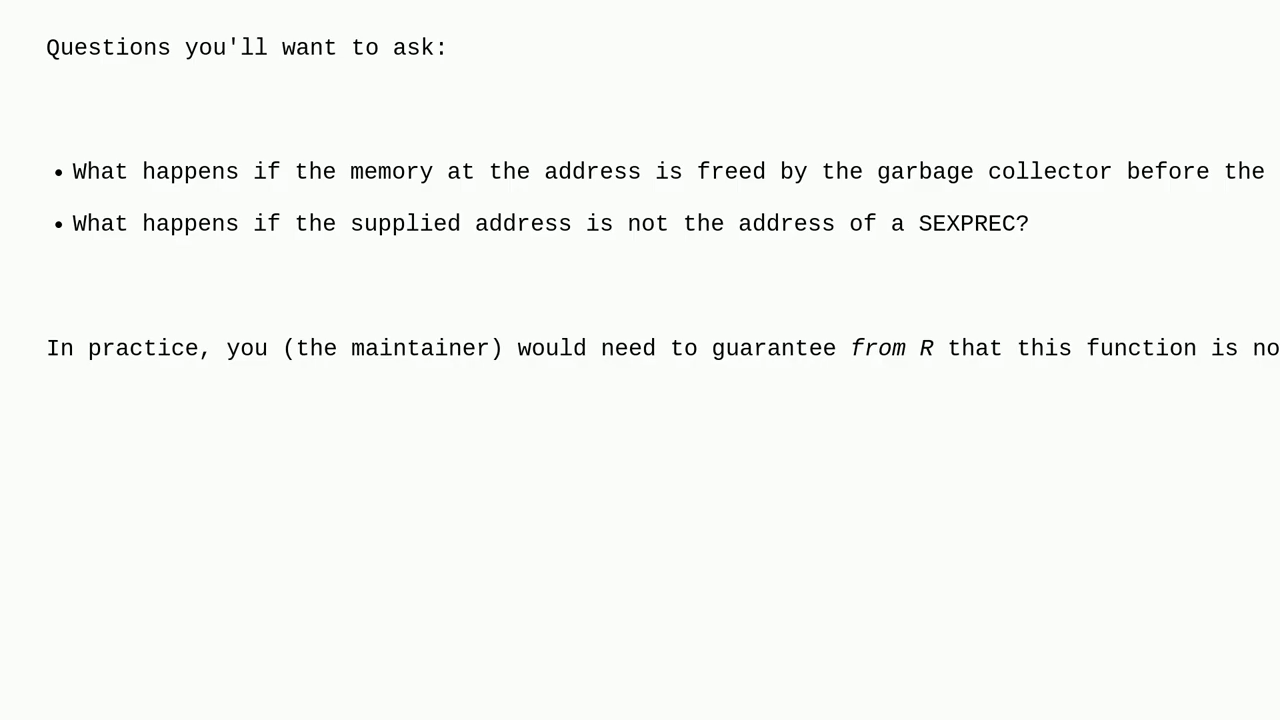 Questions you'll want to ask:
• What happens if the memory at the address is freed by the garbage collector before the
• What happens if the supplied address is not the address of a SEXPREC?
In practice, you (the maintainer) would need to guarantee from R that this function is no